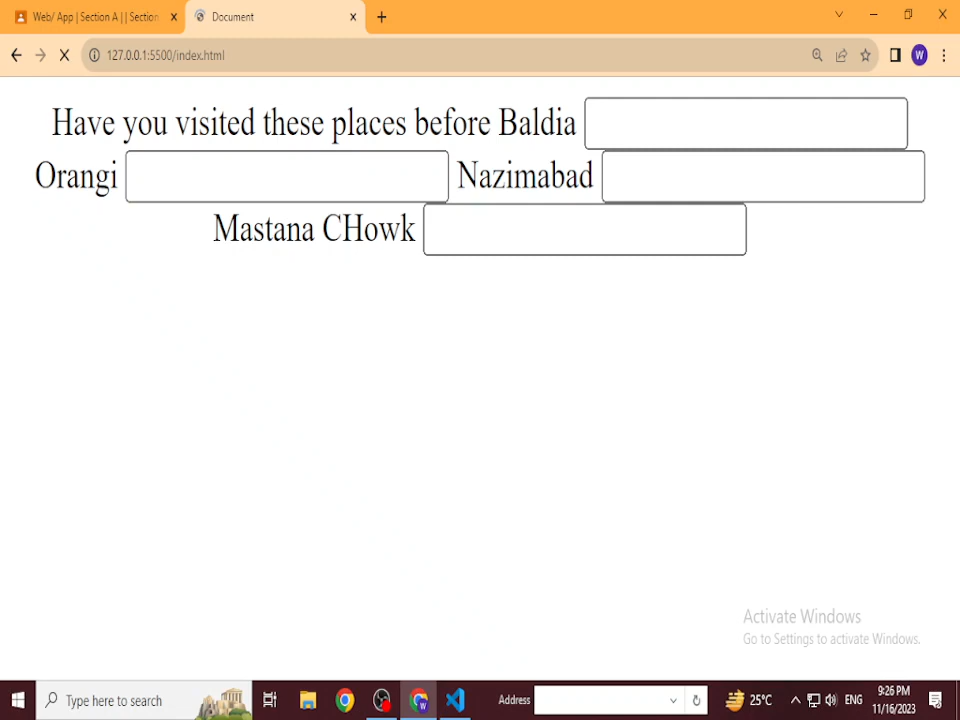 Web/ App | Section A | | Section
Document
127.0.0.1:5500/index.html
W
Have you visited these places before Baldia
Orangi
Nazimabad
Mastana CHowk
Activate Windows
Go to Settings to activate Windows.
Type here to search
W
Address
25°C
ENG
9:26 PM
11/16/2023